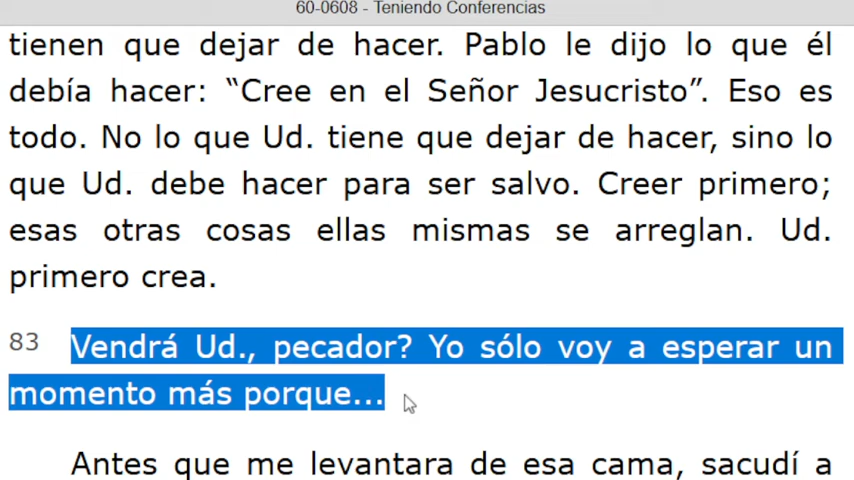 60-0608 - Teniendo Conferencias
tienen que dejar de hacer. Pablo le dijo lo que él
debía hacer: “Cree en el Señor Jesucristo”. Eso es
todo. No lo que Ud. tiene que dejar de hacer, sino lo
que Ud. debe hacer para ser salvo. Creer primero;
esas otras cosas ellas mismas se arreglan. Ud.
primero crea.
83 Vendrá Ud., pecador? Yo sólo voy a esperar un
momento más porque...
Antes que me levantara de esa cama, sacudí a